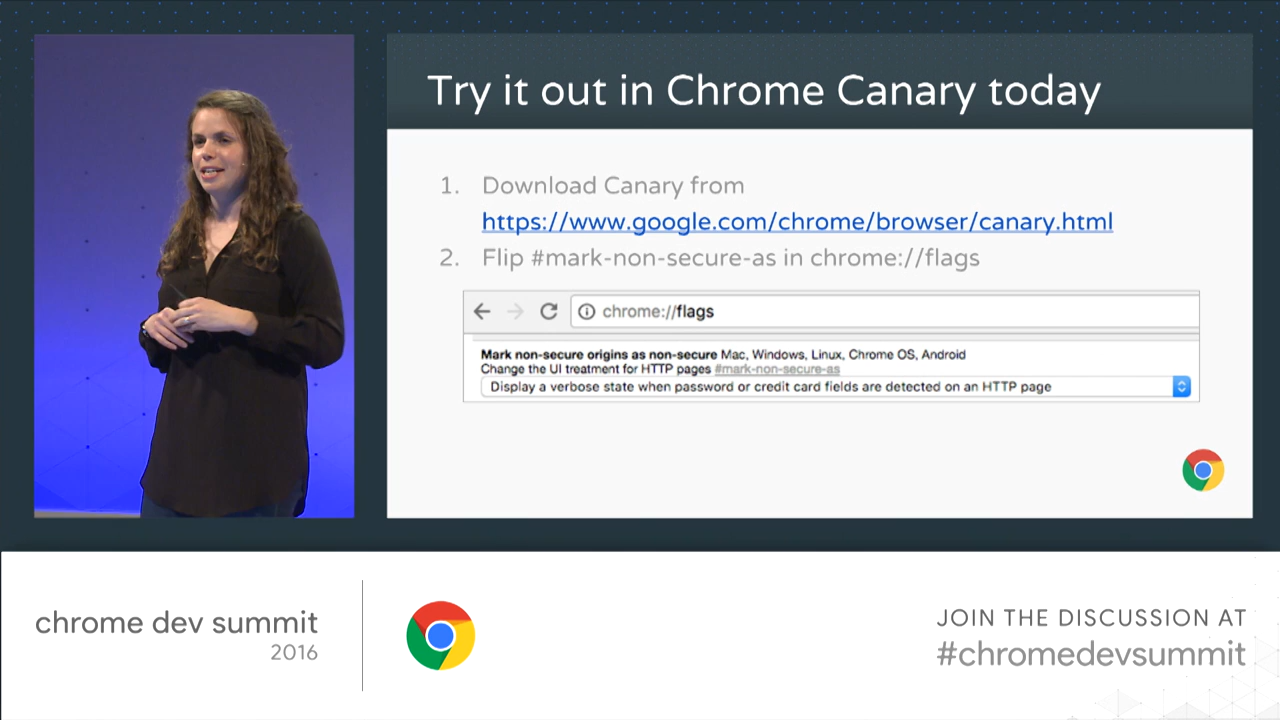 Try it out in Chrome Canary today
1. Download Canary from
https://www.google.com/chrome/browser/canary.html
2. Flip #mark-non-secure-as in chrome://flags
chrome://flags
Mark non-secure origins as non-secure Mac, Windows, Linux, Chrome OS, Android
Change the UI treatment for HTTP pages #mark-non-secure-as
Display a verbose state when password or credit card fields are detected on an HTTP page
chrome dev summit
2016
JOIN THE DISCUSSION AT
#chromedevsummit